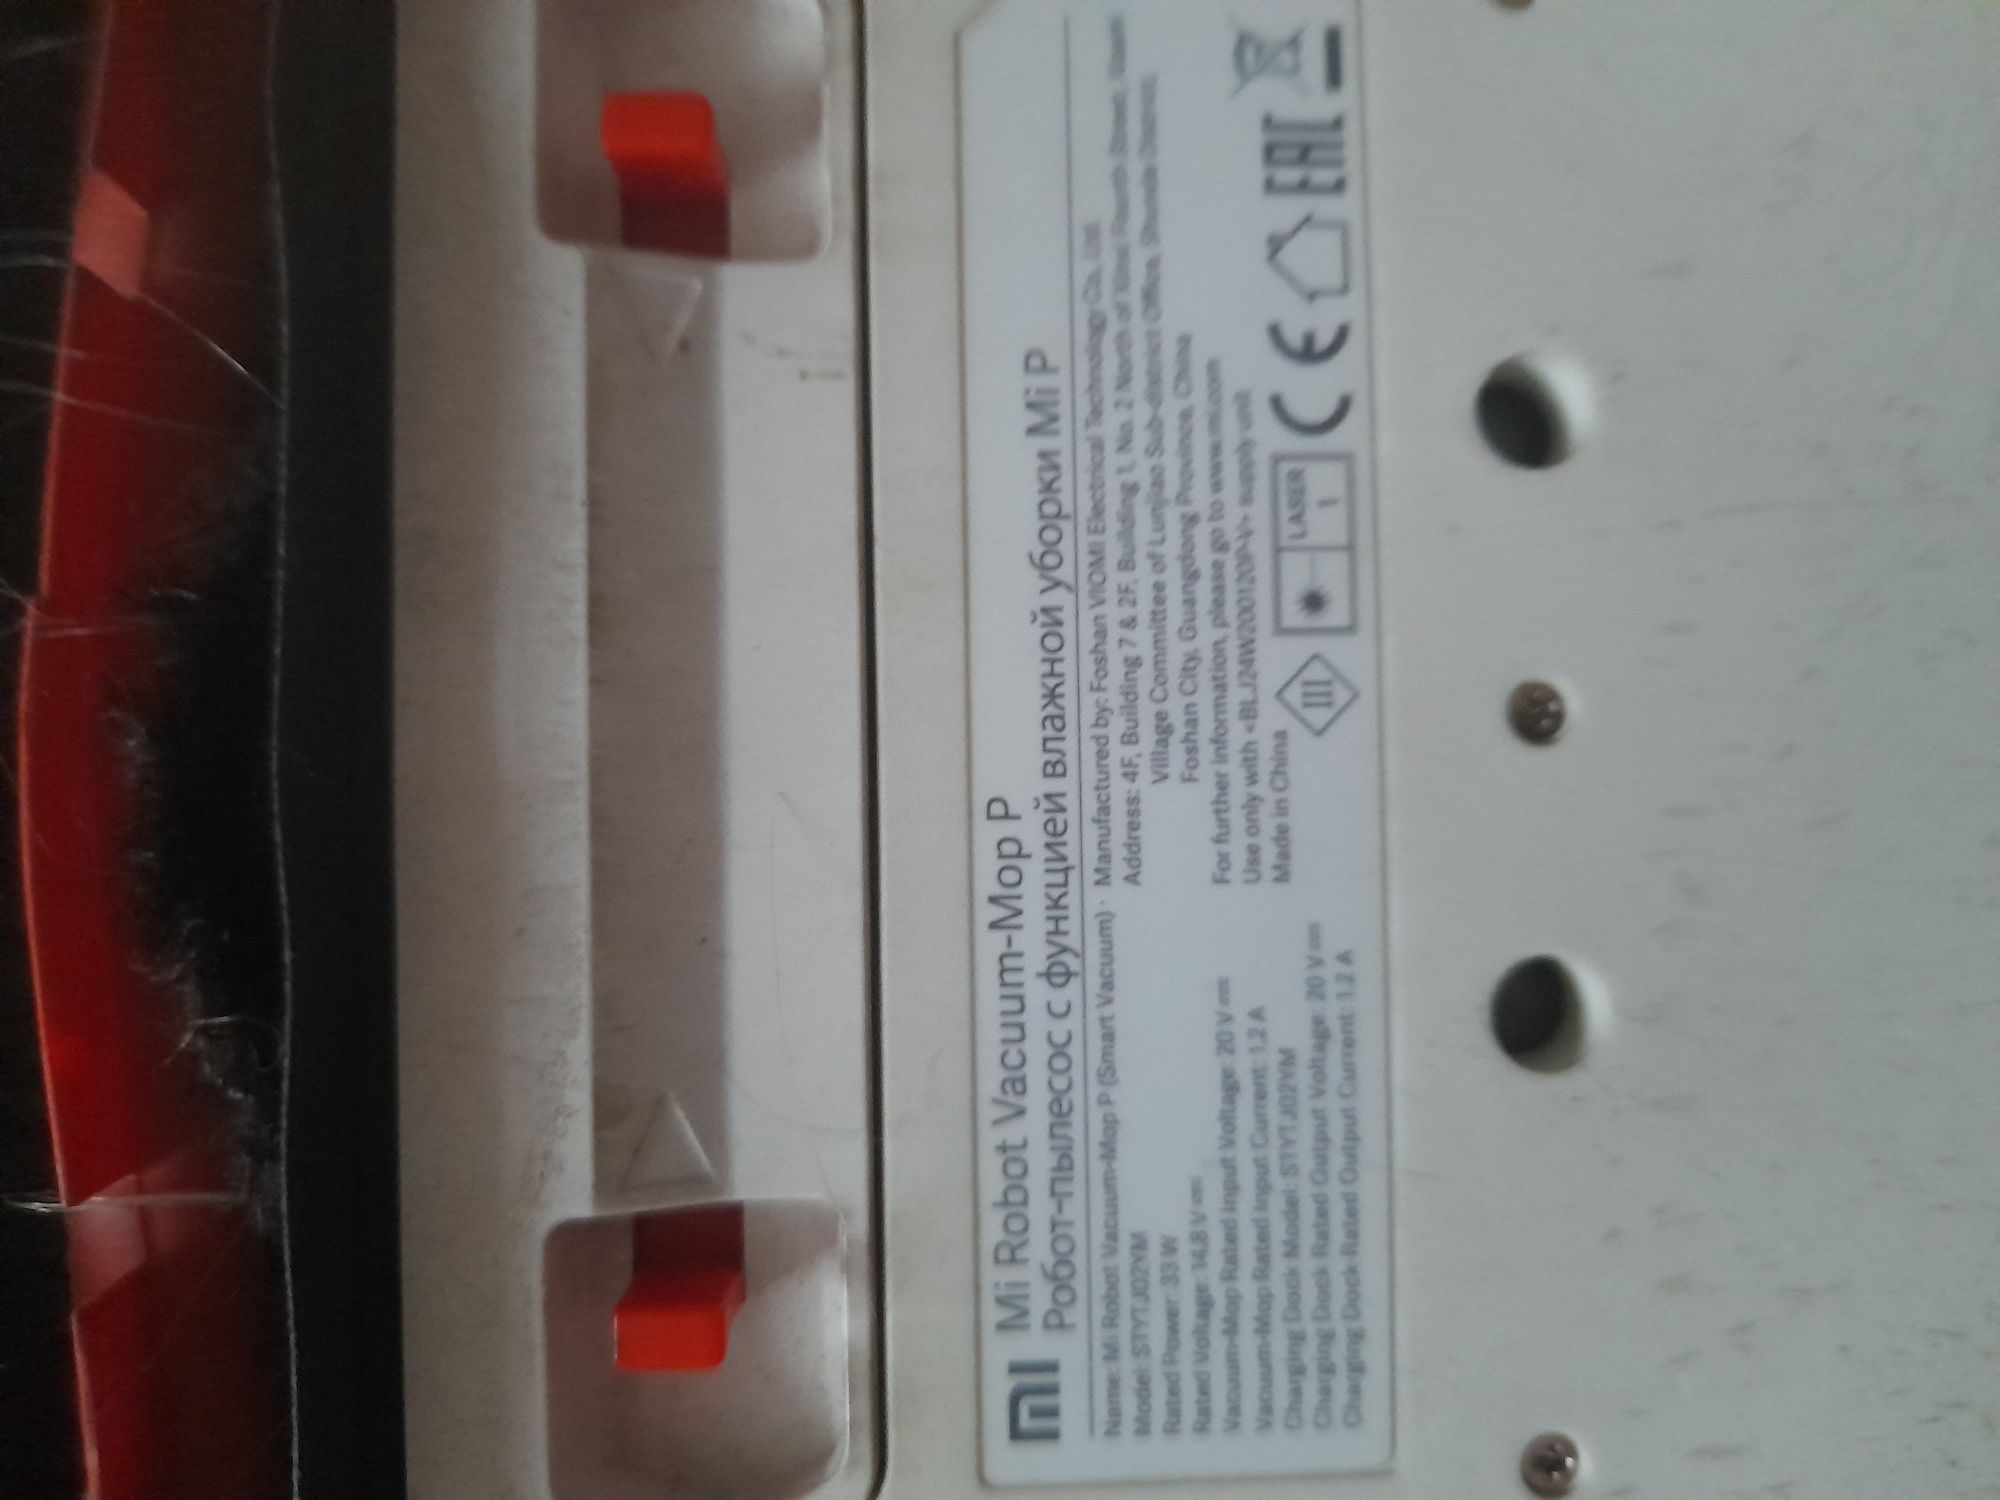 MI Mi Robot Vacuum-Mop P
Робот-пылесос с функцией влажной уборки Mi P
Name: Mi Robot Vacuum-Mop P (Smart Vacuum)
Model: STYTJ02YM
Rated Power: 33 W
Rated Voltage: 14.8 V
Vacuum-Mop Rated Input Voltage: 20 V
Vacuum-Mop Rated Input Current: 1.2 A
Charging Dock Model: STYTJ02YM
Charging Dock Rated Output Voltage: 20 V
Charging Dock Rated Output Current: 1.2 A
Manufactured by: Foshan VIOMI Electrical Technology Co., Ltd.
Address: 4F, Building 7 & 2F, Building 1, No. 2 North of Xinxi Fourth Street,
Village Committee of Lunjiao Sub-district Office, Shunde District,
Foshan City, Guangdong Province, China
For further information, please go to www.mi.com
Use only with <BLJ24W200120P-V> supply unit
Made in China
III
LASER
1
CE
EAC